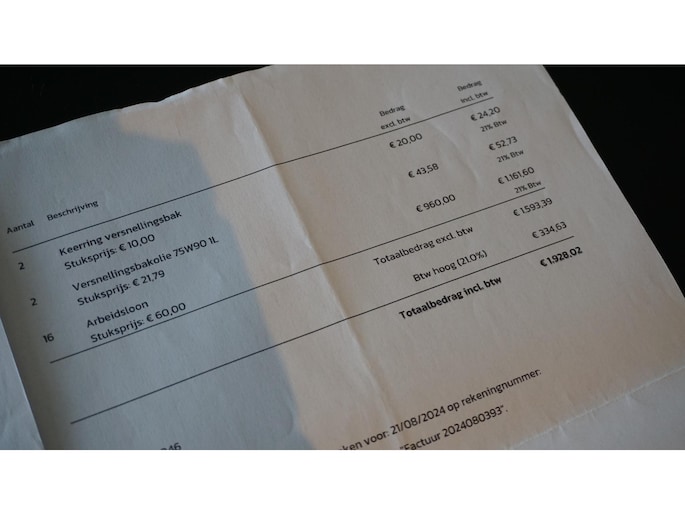 Aantal Beschrijving Bedrag excl. btw Bedrag incl. btw
2 Keerring versnellingsbak € 20,00 € 24,20
Stuksprijs: € 10,00 21% Btw
2 Versnellingsbakolie 75W90 1L € 43,58 € 52,73
Stuksprijs: € 21,79 21% Btw
16 Arbeidsloon € 960,00 € 1.161,60
Stuksprijs: € 60,00 21% Btw
Totaalbedrag excl. btw € 1.593,39
Btw hoog (21.0%) € 334,63
Totaalbedrag incl. btw € 1.928,02
voor: 21/08/2024 op rekeningnummer:
"Factuur 2024080393".